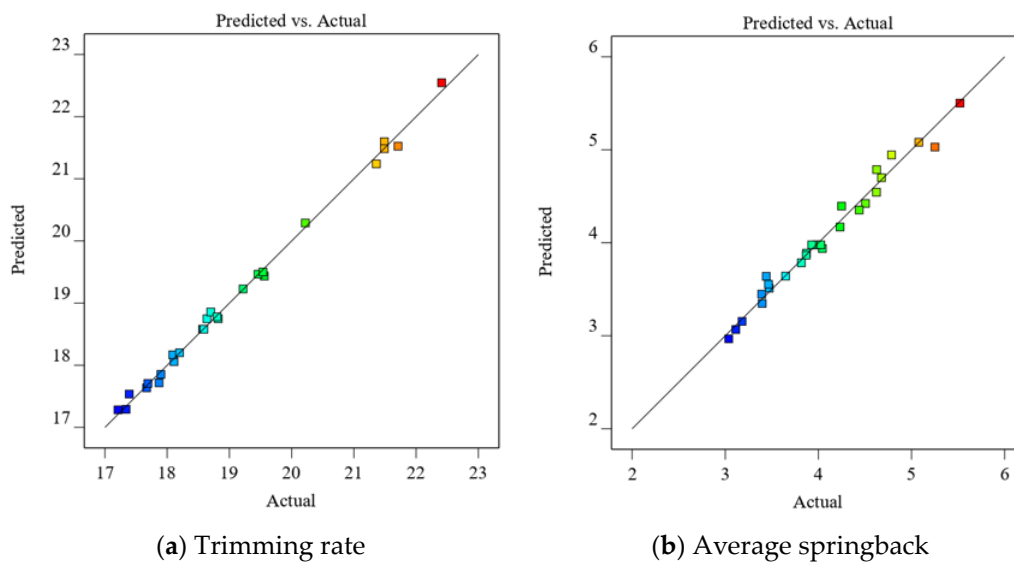 Predicted vs. Actual
23
22
21
20
19
18
17
Predicted
17 18 19 20 21 22 23
Actual
(a) Trimming rate
Predicted vs. Actual
6
5
4
3
2
Predicted
2 3 4 5 6
Actual
(b) Average springback